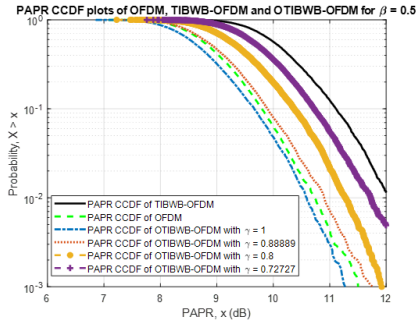 PAPR CCDF plots of OFDM, TIBWB-OFDM and OTIBWB-OFDM for β = 0.5
10^0
10^-1
10^-2
10^-3
Probability, X > x
PAPR CCDF of TIBWB-OFDM
PAPR CCDF of OFDM
PAPR CCDF of OTIBWB-OFDM with γ = 1
PAPR CCDF of OTIBWB-OFDM with γ = 0.88889
PAPR CCDF of OTIBWB-OFDM with γ = 0.8
PAPR CCDF of OTIBWB-OFDM with γ = 0.72727
6 7 8 9 10 11 12
PAPR, x (dB)